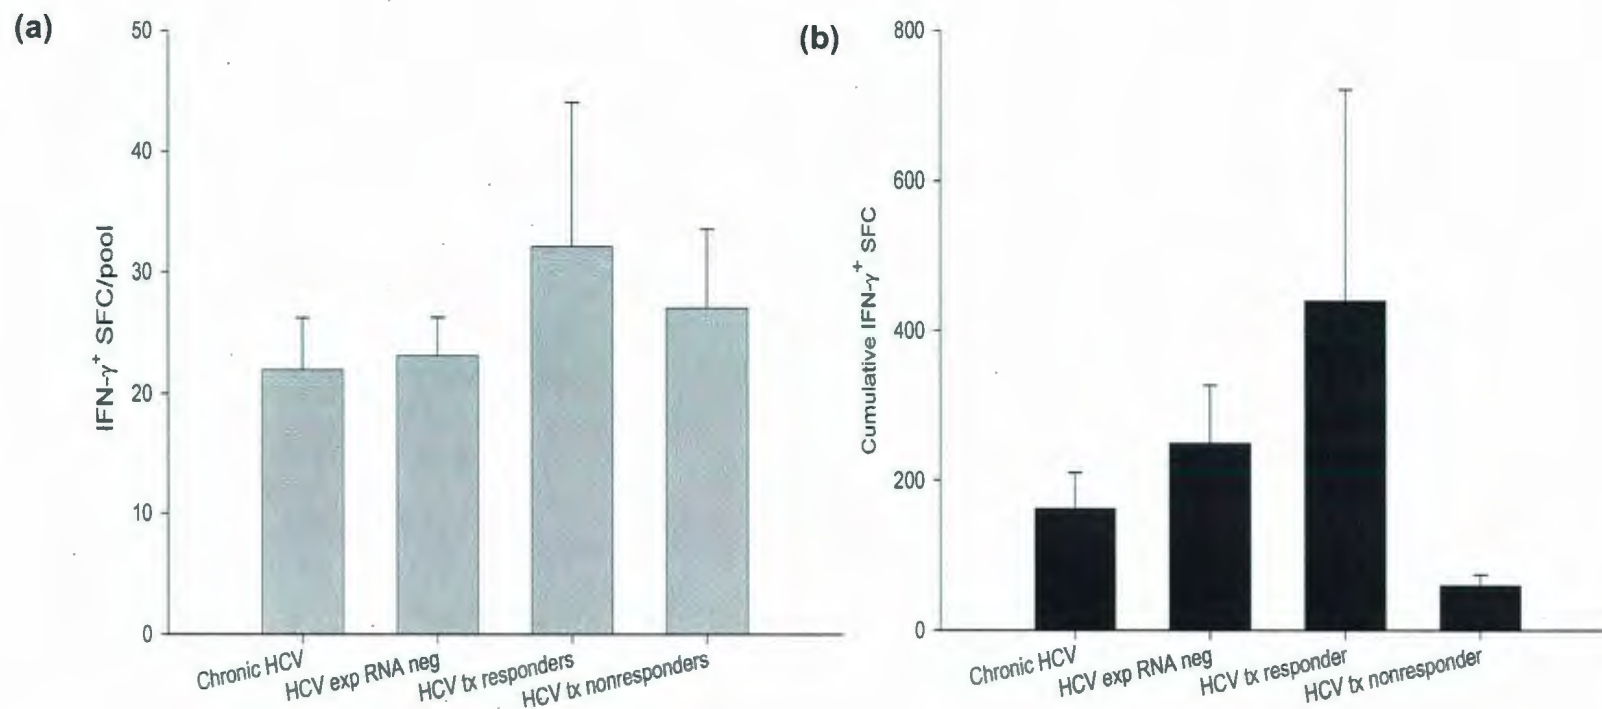 (a)
50
40
30
20
10
0
IFN-γ+ SFC/pool
Chronic HCV
HCV exp RNA neg
HCV tx responders
HCV tx nonresponders
(b)
800
600
400
200
0
Cumulative IFN-γ+ SFC
Chronic HCV
HCV exp RNA neg
HCV tx responder
HCV tx nonresponder